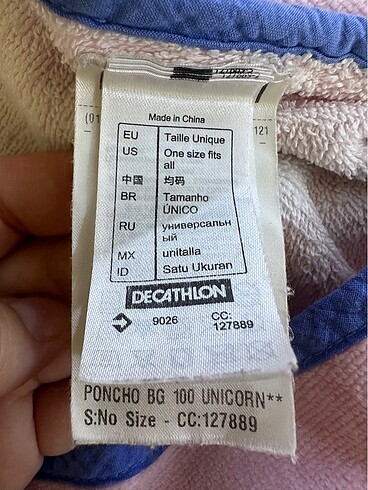 Made in China
EU Taille Unique
US One size fits
all
中国 均码
BR Tamanho
ÚNICO
RU универсальн
ый
MX unitalla
ID Satu Ukuran
DECATHLON
9026 CC:
127889
(01
121
PONCHO BG 100 UNICORN**
S:No Size - CC:127889